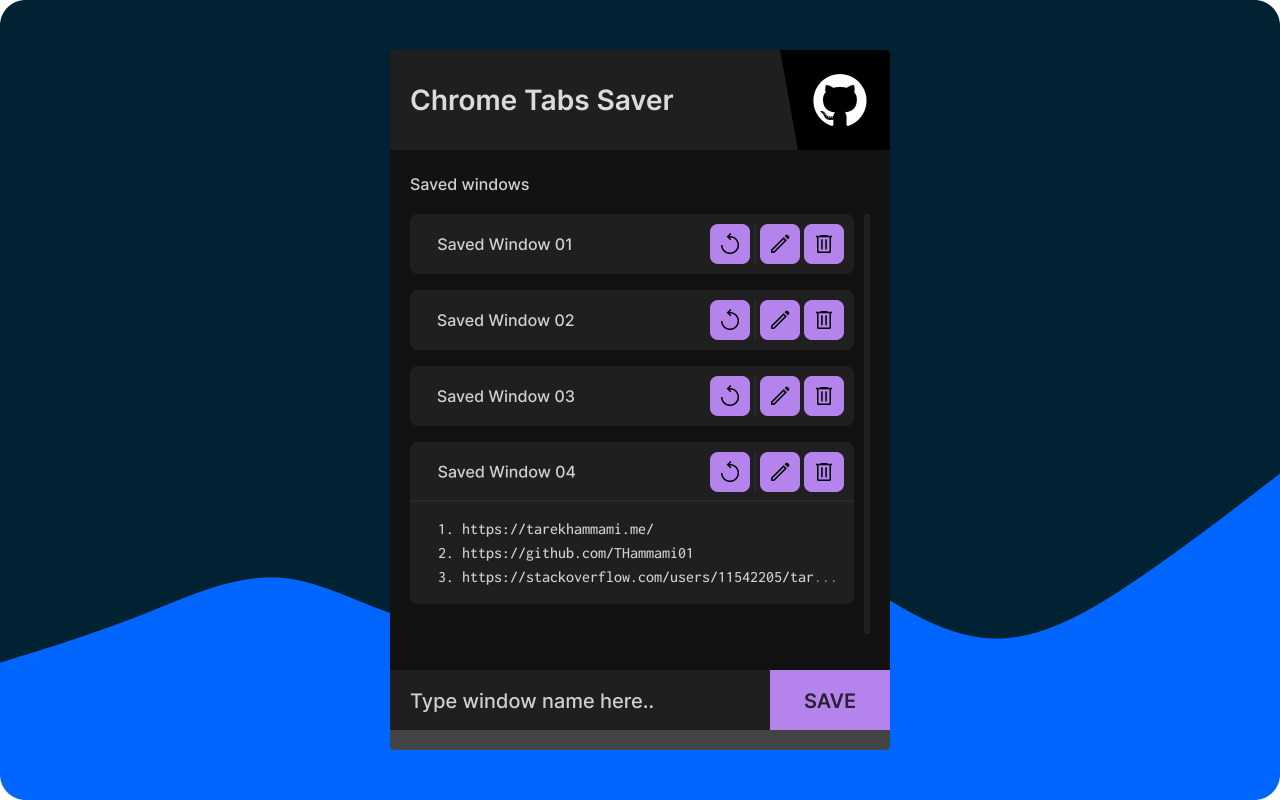 Chrome Tabs Saver
Saved windows
Saved Window 01
Saved Window 02
Saved Window 03
Saved Window 04
1. https://tarekhammami.me/
2. https://github.com/THammami01
3. https://stackoverflow.com/users/11542205/tar...
Type window name here..
SAVE